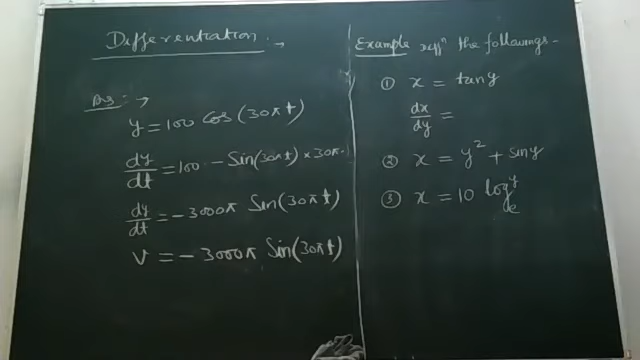 Differentiation. →
Ans: →
y = 100 cos (30πt)
dy/dt = 100 - Sin(30πt) × 30π.
dy/dt = -3000π Sin(30πt)
v = -3000π Sin(30πt)
Example Diffⁿ the followings -
① x = tany
dx/dy =
② x = y² + siny
③ x = 10 logₑʸ